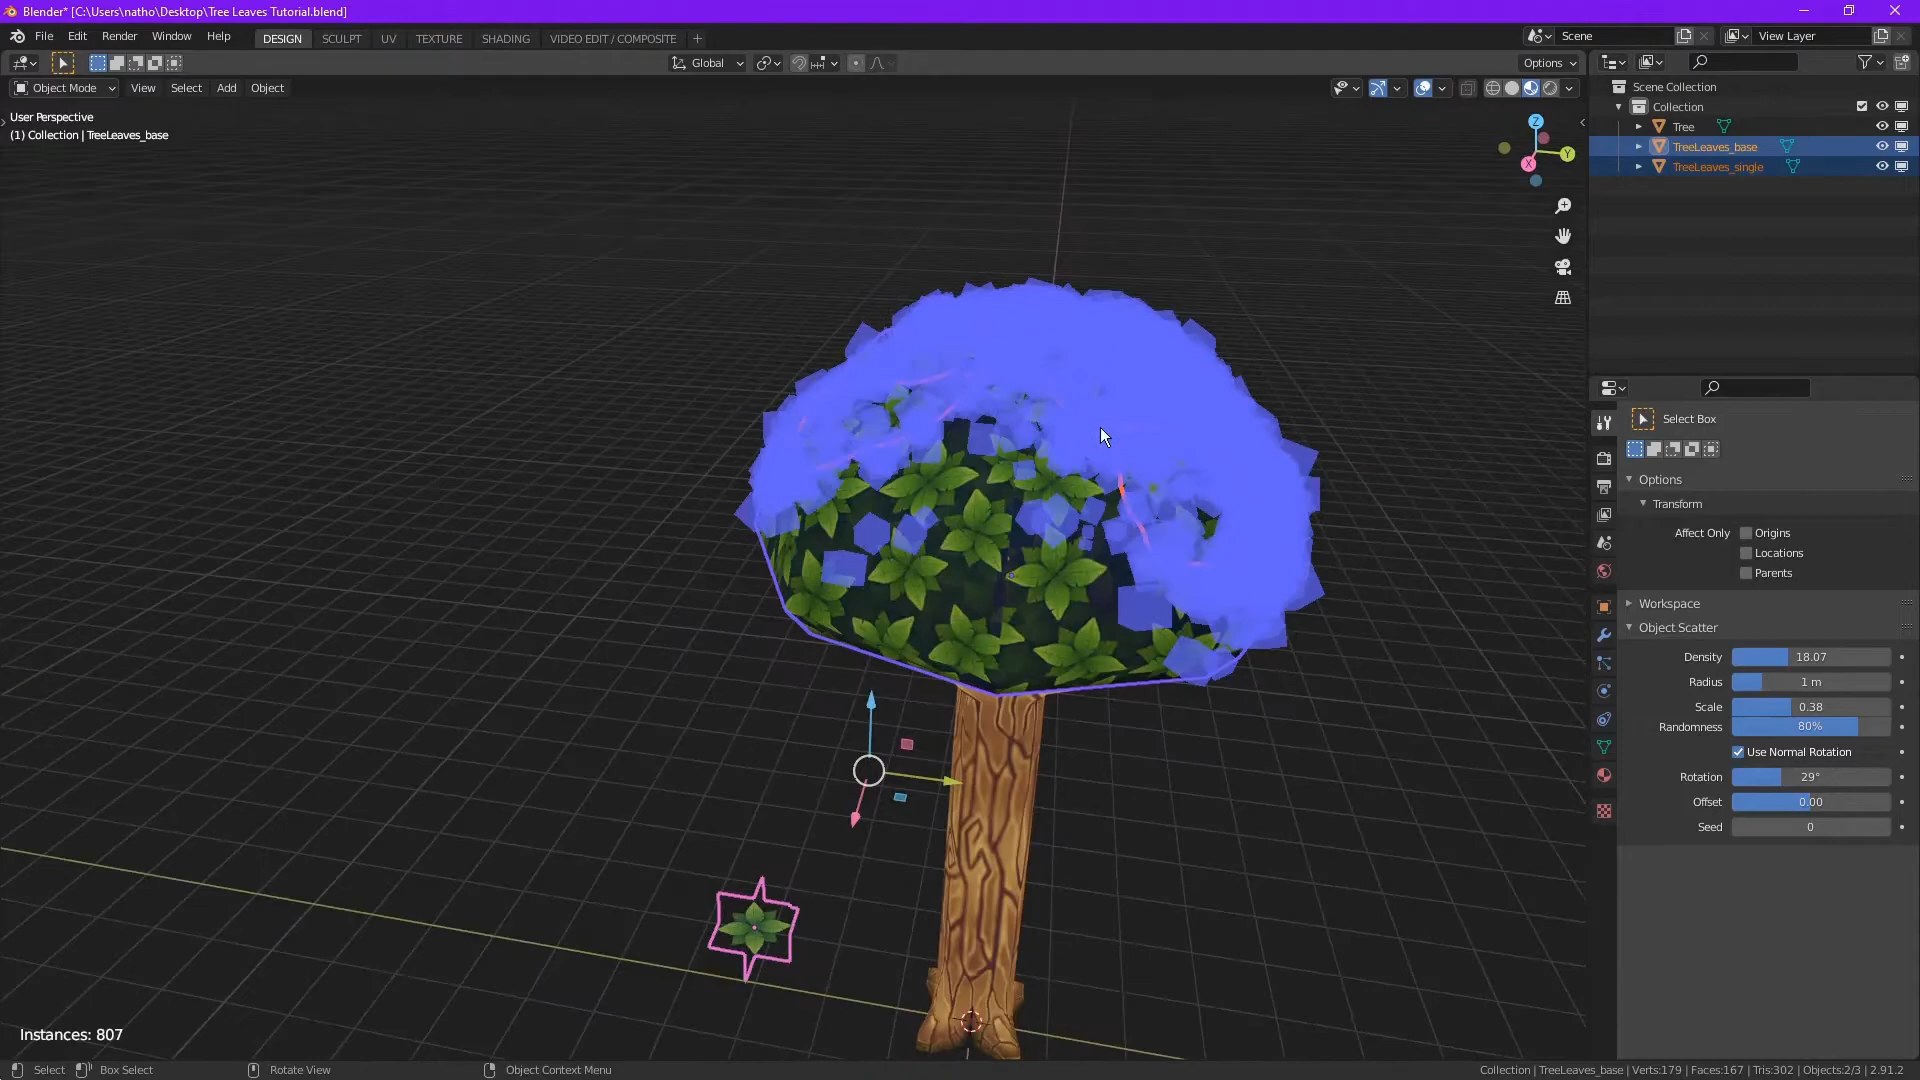 Blender* [C:\Users\natho\Desktop\Tree Leaves Tutorial.blend]
File Edit Render Window Help DESIGN SCULPT UV TEXTURE SHADING VIDEO EDIT / COMPOSITE + Scene View Layer
Global Options
Object Mode View Select Add Object
User Perspective
(1) Collection | TreeLeaves_base
Z
Y
X
Scene Collection
Collection
Tree
TreeLeaves_base
TreeLeaves_single
Select Box
Options
Transform
Affect Only Origins
Locations
Parents
Workspace
Object Scatter
Density 18.07
Radius 1 m
Scale 0.38
Randomness 80%
Use Normal Rotation
Rotation 29°
Offset 0.00
Seed 0
Instances: 807
Select Box Select Rotate View Object Context Menu Collection | TreeLeaves_base | Verts:179 | Faces:167 | Tris:302 | Objects:2/3 | 2.91.2